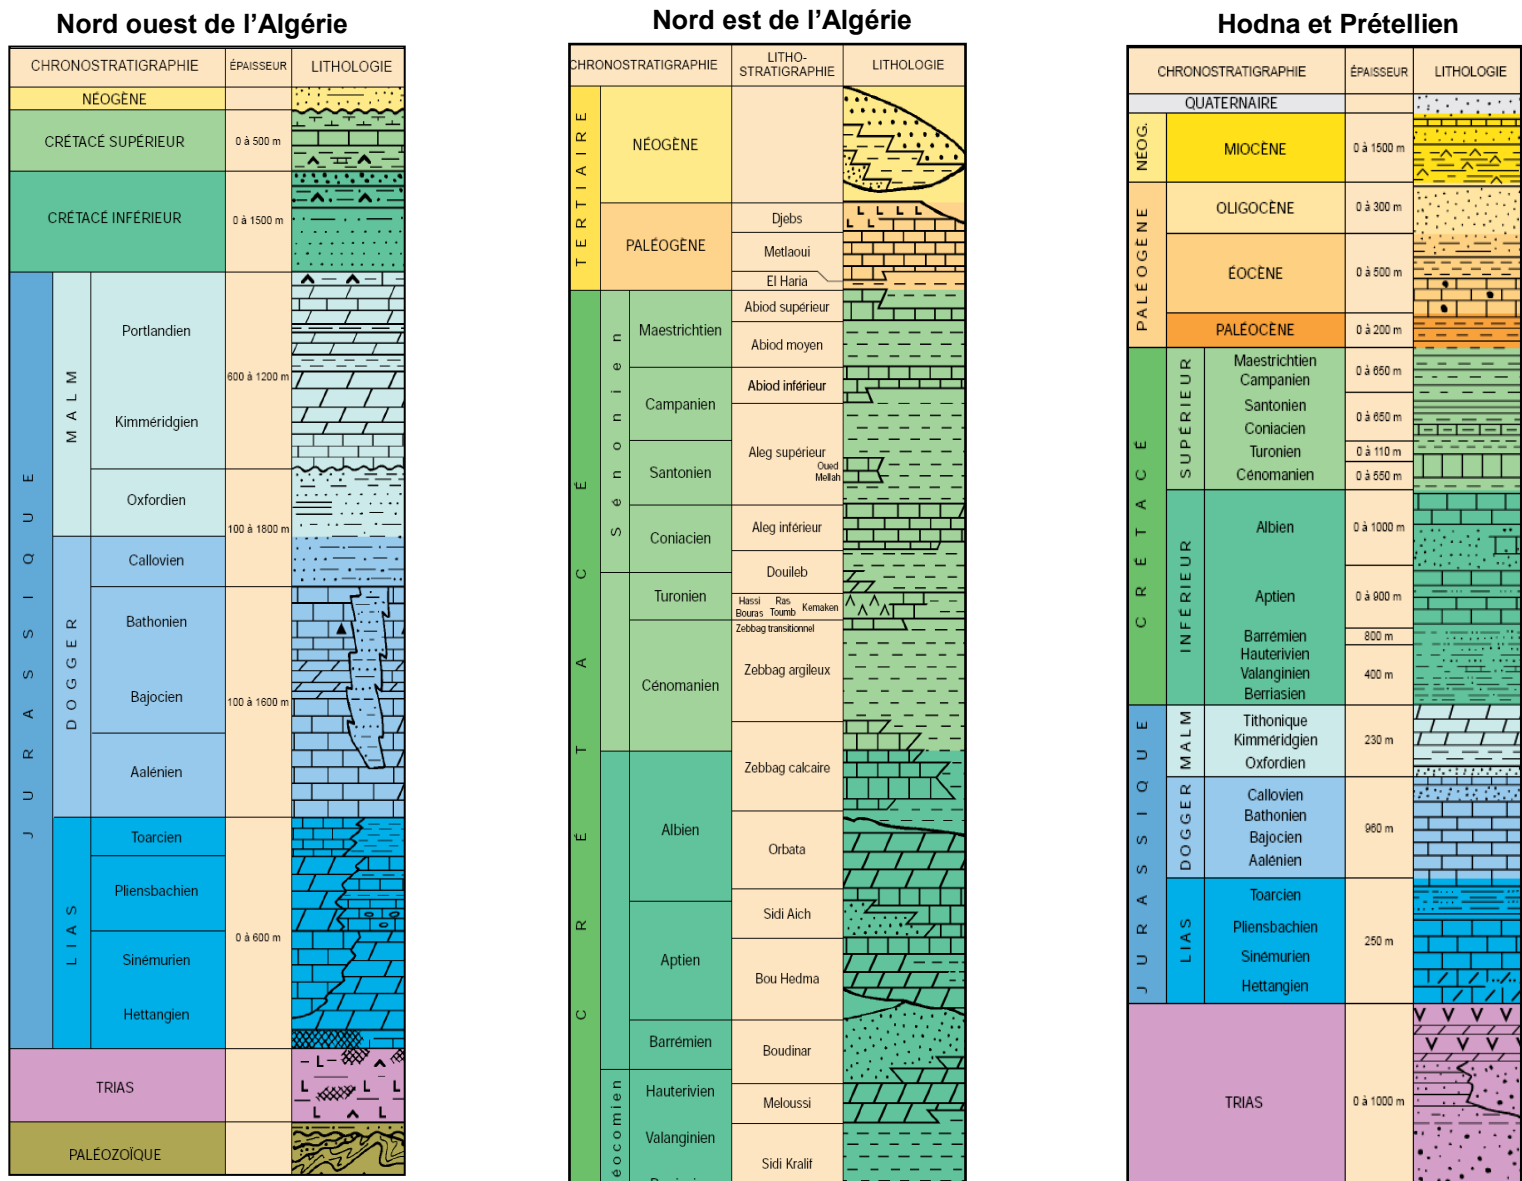 Nord ouest de l’Algérie
CHRONOSTRATIGRAPHIE
ÉPAISSEUR
LITHOLOGIE
NÉOGÈNE
CRÉTACÉ SUPÉRIEUR
0 à 500 m
CRÉTACÉ INFÉRIEUR
0 à 1500 m
JURASSIQUE
MALM
Portlandien
600 à 1200 m
Kimméridgien
Oxfordien
100 à 1800 m
DOGGER
Callovien
Bathonien
Bajocien
100 à 1600 m
Aalénien
LIAS
Toarcien
Pliensbachien
0 à 600 m
Sinémurien
Hettangien
TRIAS
PALÉOZOÏQUE
Nord est de l’Algérie
CHRONOSTRATIGRAPHIE
LITHO-
STRATIGRAPHIE
LITHOLOGIE
TERTIAIRE
NÉOGÈNE
PALÉOGÈNE
Djebs
Metlaoui
El Haria
CRÉTACÉ
Sénonien
Maestrichtien
Abiod supérieur
Abiod moyen
Campanien
Abiod inférieur
Aleg supérieur
Oued
Mellah
Santonien
Coniacien
Aleg inférieur
Douileb
Turonien
Hassi
Bouras
Ras
Toumb
Kemaken
Zebbag transitionnel
Cénomanien
Zebbag argileux
Zebbag calcaire
Albien
Orbata
Sidi Aich
Aptien
Bou Hedma
Barrémien
Boudinar
éocomien
Hauterivien
Meloussi
Valanginien
Sidi Kralif
Hodna et Prétellien
CHRONOSTRATIGRAPHIE
ÉPAISSEUR
LITHOLOGIE
QUATERNAIRE
NÉOG.
MIOCÈNE
0 à 1500 m
PALÉOGÈNE
OLIGOCÈNE
0 à 300 m
ÉOCÈNE
0 à 500 m
PALÉOCÈNE
0 à 200 m
CRÉTACÉ
SUPÉRIEUR
Maestrichtien
Campanien
0 à 650 m
Santonien
Coniacien
0 à 650 m
Turonien
0 à 110 m
Cénomanien
0 à 550 m
INFÉRIEUR
Albien
0 à 1000 m
Aptien
0 à 900 m
Barrémien
800 m
Hauterivien
Valanginien
400 m
Berriasien
JURASSIQUE
MALM
Tithonique
Kimméridgien
230 m
Oxfordien
DOGGER
Callovien
Bathonien
960 m
Bajocien
Aalénien
LIAS
Toarcien
Pliensbachien
250 m
Sinémurien
Hettangien
TRIAS
0 à 1000 m